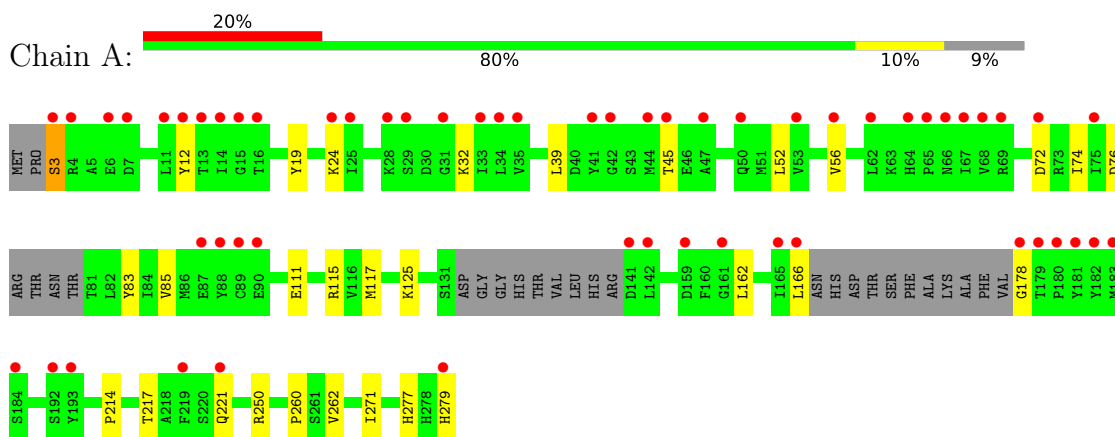 20%
Chain A:
80% 10% 9%
MET PRO S3 R4 A5 E6 D7 L11 Y12 T13 I14 G15 T16 Y19 K24 I25 K28 S29 D30 G31 K32 I33 L34 V35 L39 D40 Y41 G42 S43 M44 T45 E46 A47 Q50 M51 L52 V53 V56 L62 K63 H64 P65 N66 I67 V68 R69 D72 R73 I74 I75 D76
ARG THR ASN THR T81 L82 Y83 I84 V85 M86 E87 Y88 C89 E90 E111 R115 V116 M117 K125 S131 ASP GLY GLY HIS THR VAL LEU HIS ARG D141 L142 D159 F160 G161 L162 I165 L166 ASN HIS ASP THR SER PHE ALA LYS ALA PHE VAL G178 T179 P180 Y181 Y182 M183
S184 S192 Y193 P214 T217 A218 F219 S220 Q221 R250 P260 S261 V262 I271 H277 H278 H279